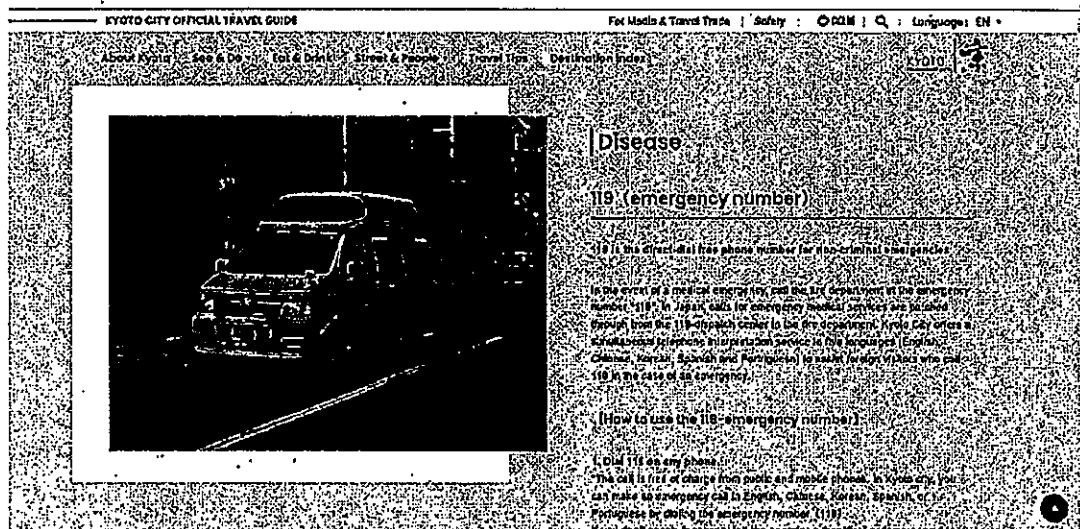 KYOTO CITY OFFICIAL TRAVEL GUIDE
For Media & Travel Trade | Safety : DCIM | : Language: EN
About Kyoto See & Do Eat & Drink Street & People Travel Tips Destination Index
KYOTO
Disease
119 (emergency number)
119 is the direct-dial free phone number for non-criminal emergencies.
In the event of a medical emergency, call the fire department at the emergency
number "119". In Japan, calls for emergency medical services are passed
through from the 119-dispatch center to the fire department. Kyoto City offers a
simultaneous telephone interpretation service in five languages (English,
Chinese, Korean, Spanish and Portuguese) to assist foreign visitors who call
119 in the case of an emergency.
[How to use the 119-emergency number]
1. Dial 119 on any phone.
The call is free of charge from public and mobile phones. In Kyoto city, you
can make an emergency call in English, Chinese, Korean, Spanish, or
Portuguese by dialing the emergency number. (119)